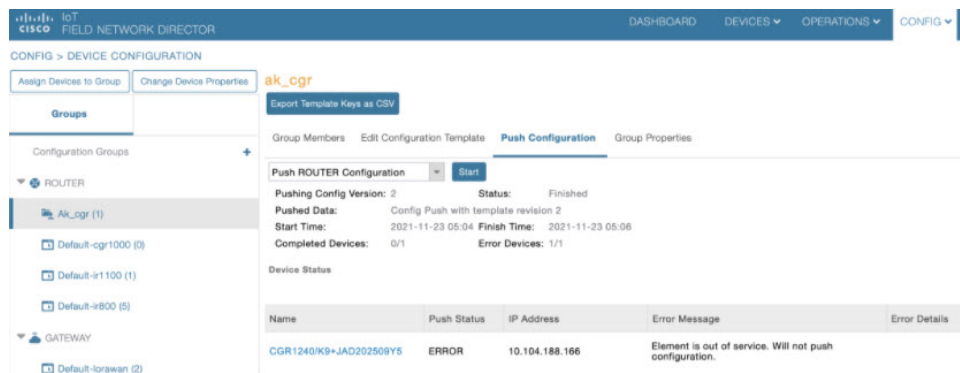 cisco IoT FIELD NETWORK DIRECTOR
DASHBOARD DEVICES OPERATIONS CONFIG
CONFIG > DEVICE CONFIGURATION
Assign Devices to Group Change Device Properties
ak_cgr
Export Template Keys as CSV
Groups
Group Members Edit Configuration Template Push Configuration Group Properties
Configuration Groups +
Push ROUTER Configuration Start
ROUTER
Pushing Config Version: 2 Status: Finished
Pushed Data: Config Push with template revision 2
Ak_cgr (1)
Start Time: 2021-11-23 05:04 Finish Time: 2021-11-23 05:06
Default-cgr1000 (0)
Completed Devices: 0/1 Error Devices: 1/1
Default-ir1100 (1)
Device Status
Default-ir800 (5)
Name Push Status IP Address Error Message Error Details
GATEWAY
CGR1240/K9+JAD202509Y5 ERROR 10.104.188.166 Element is out of service. Will not push
configuration.
Default-lorawan (2)